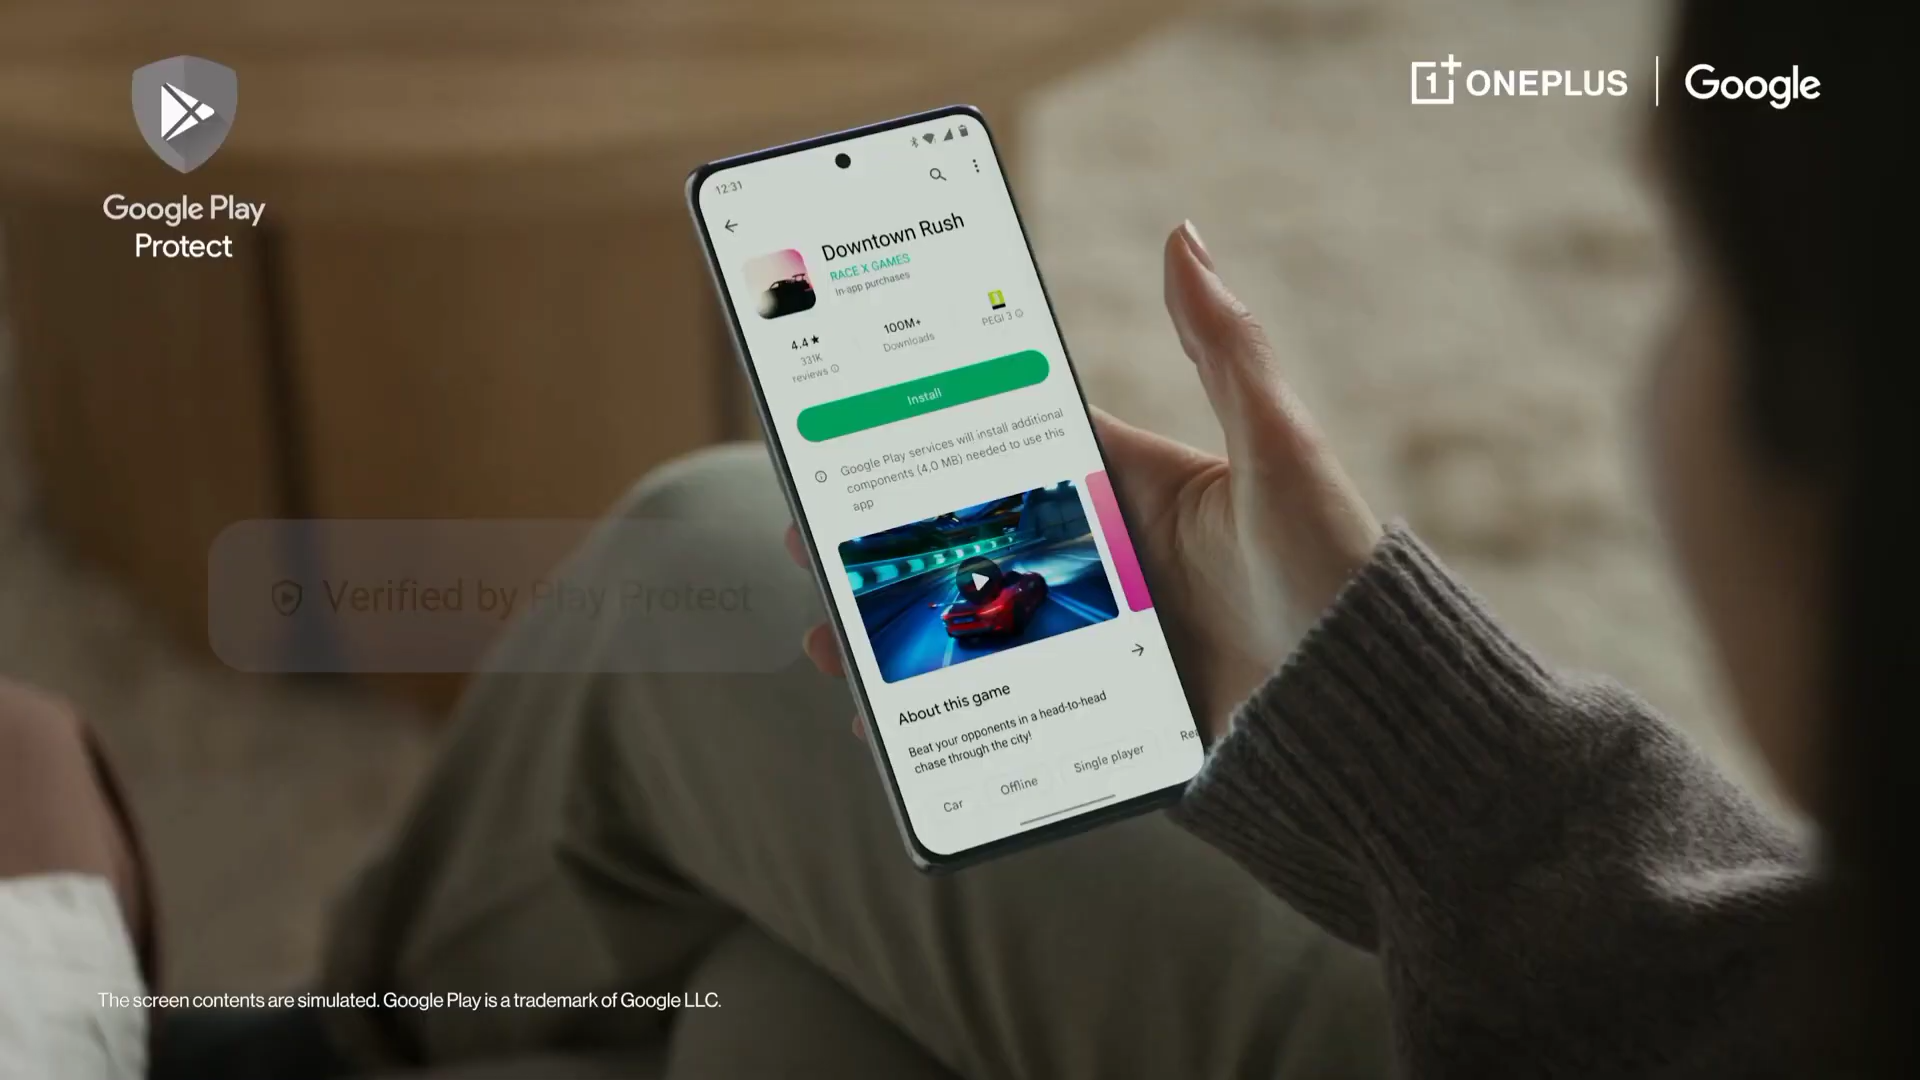 Google Play
Protect
ONEPLUS
Google
12:31
Downtown Rush
RACE X GAMES
In-app purchases
4.4★
331K
reviews
100M+
Downloads
PEGI 3
Install
Google Play services will install additional
components (4.0 MB) needed to use this
app
Verified by Play Protect
About this game
Beat your opponents in a head-to-head
chase through the city!
Car
Offline
Single player
The screen contents are simulated. Google Play is a trademark of Google LLC.